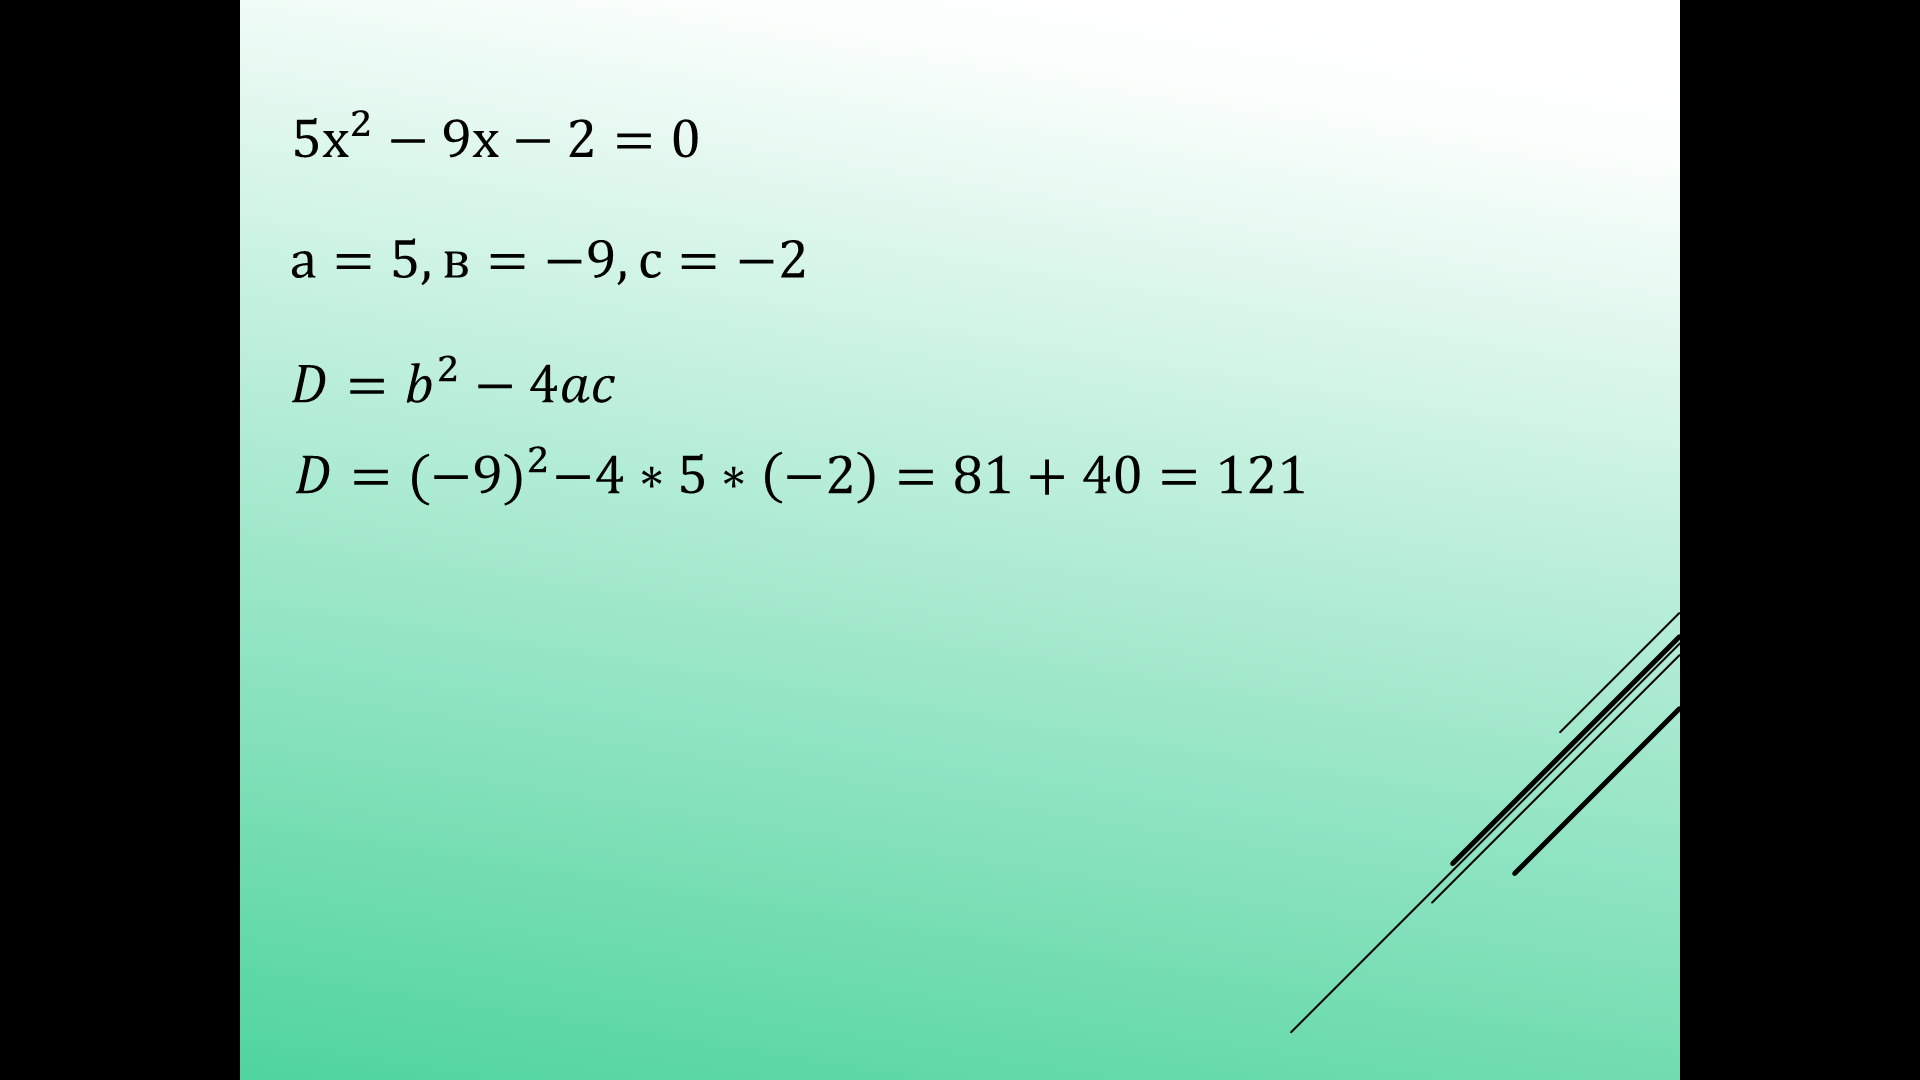 5x² − 9x − 2 = 0
а = 5, в = −9, с = −2
D = b² − 4ac
D = (−9)²−4 ∗ 5 ∗ (−2) = 81 + 40 = 121